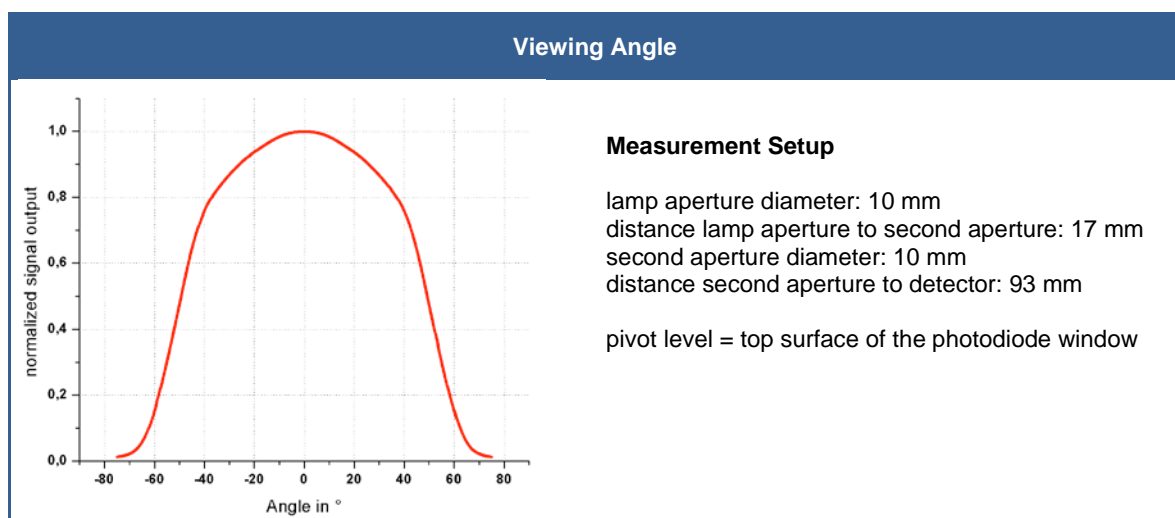 Viewing Angle
1,0
0,8
0,6
0,4
0,2
0,0
normalized signal output
-80 -60 -40 -20 0 20 40 60 80
Angle in °
Measurement Setup
lamp aperture diameter: 10 mm
distance lamp aperture to second aperture: 17 mm
second aperture diameter: 10 mm
distance second aperture to detector: 93 mm
pivot level = top surface of the photodiode window